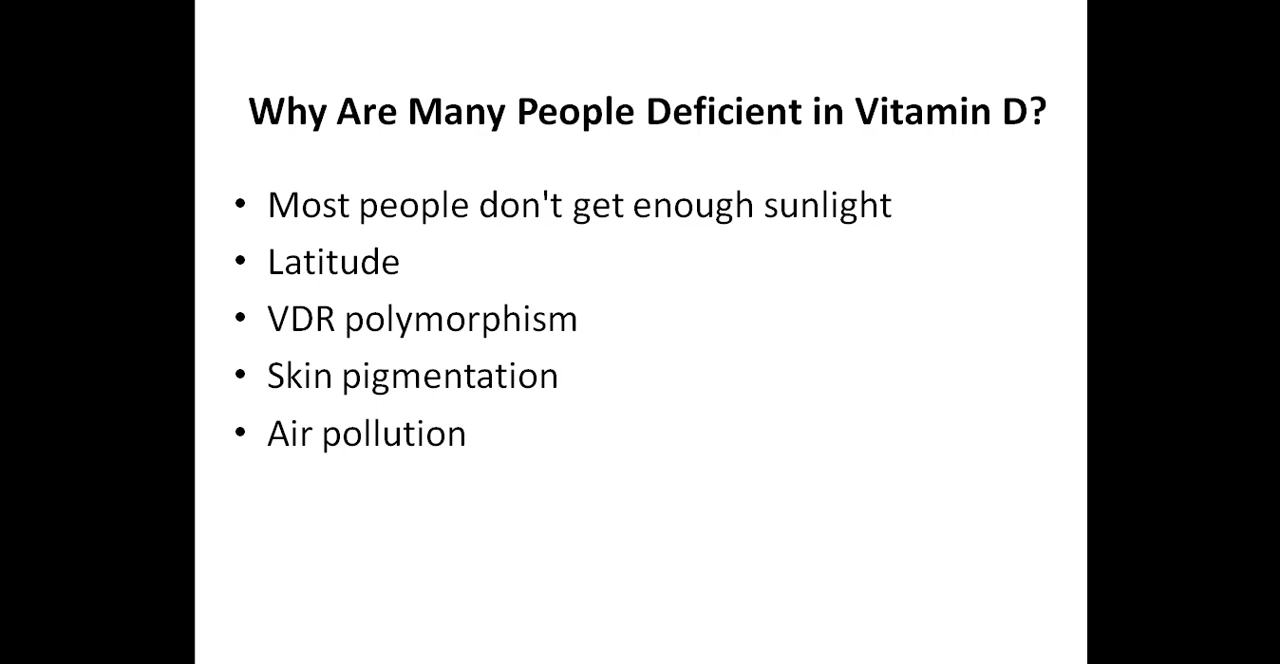 Why Are Many People Deficient in Vitamin D?
• Most people don't get enough sunlight
• Latitude
• VDR polymorphism
• Skin pigmentation
• Air pollution